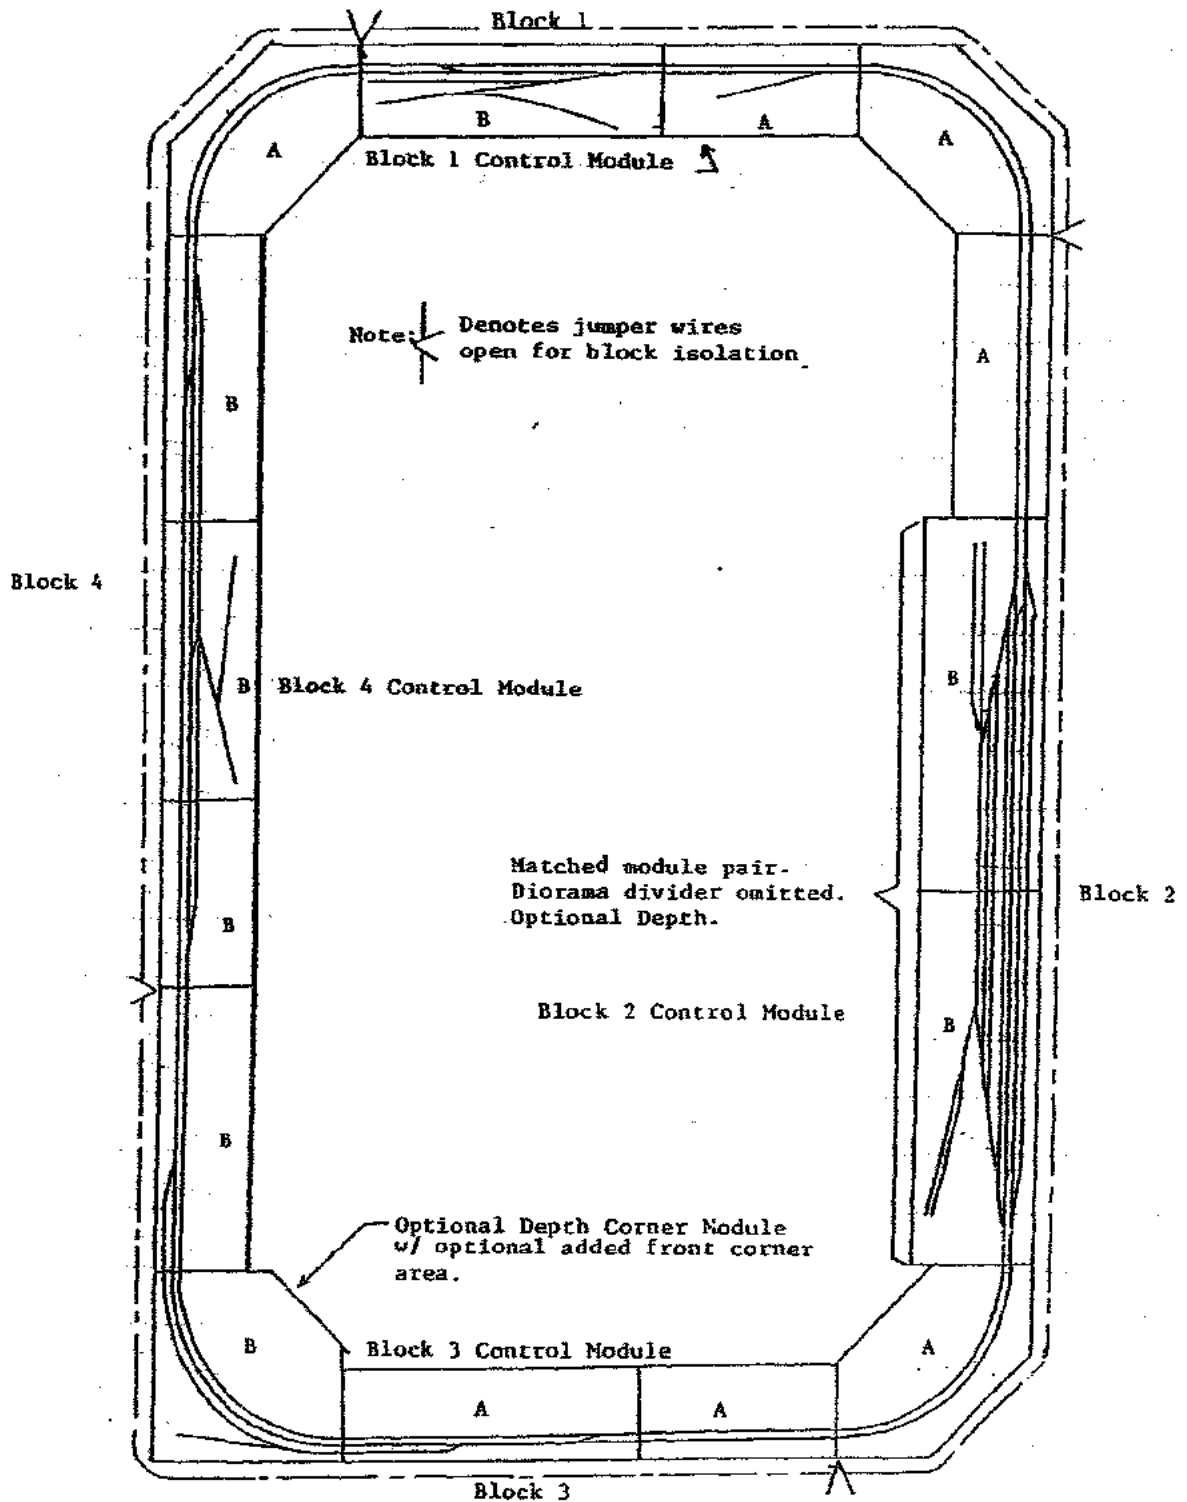 Block 1
B
A
A
A
Block 1 Control Module
Note:
Denotes jumper wires
open for block isolation
A
B
Block 4
B
Block 4 Control Module
B
Matched module pair-
Diorama divider omitted.
Optional Depth.
Block 2
B
Block 2 Control Module
B
B
Optional Depth Corner Module
w/ optional added front corner
area.
B
Block 3 Control Module
A
A
A
Block 3